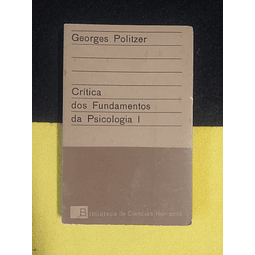 Georges Politzer
Crítica
dos Fundamentos
da Psicologia I
Biblioteca de Ciências Humanas